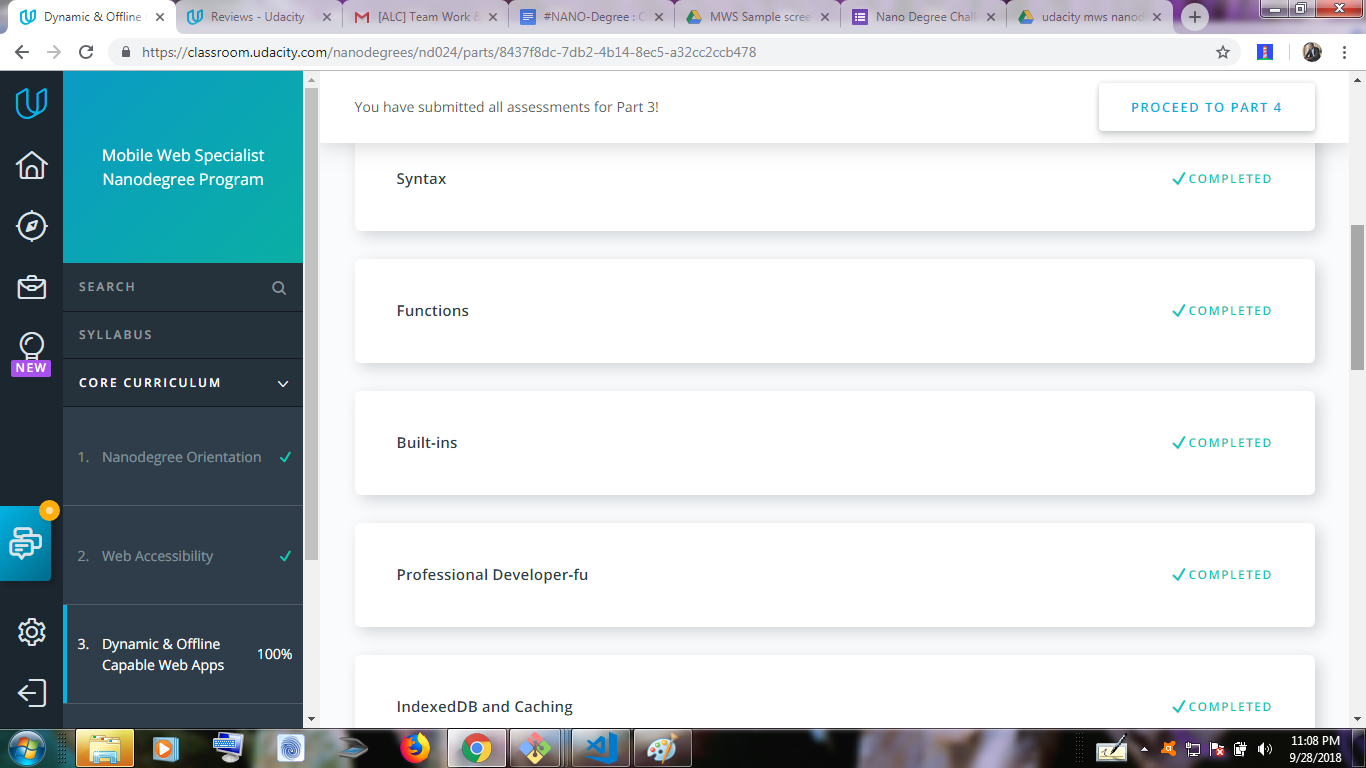 Dynamic & Offline
Reviews - Udacity
[ALC] Team Work &
#NANO-Degree
MWS Sample scree
Nano Degree Chall
udacity mws nanod
https://classroom.udacity.com/nanodegrees/nd024/parts/8437f8dc-7db2-4b14-8ec5-a32cc2ccb478
You have submitted all assessments for Part 3!
PROCEED TO PART 4
Mobile Web Specialist
Nanodegree Program
SEARCH
SYLLABUS
CORE CURRICULUM
1. Nanodegree Orientation
2. Web Accessibility
3. Dynamic & Offline
Capable Web Apps
100%
NEW
Syntax
COMPLETED
Functions
COMPLETED
Built-ins
COMPLETED
Professional Developer-fu
COMPLETED
IndexedDB and Caching
COMPLETED
11:08 PM
9/28/2018